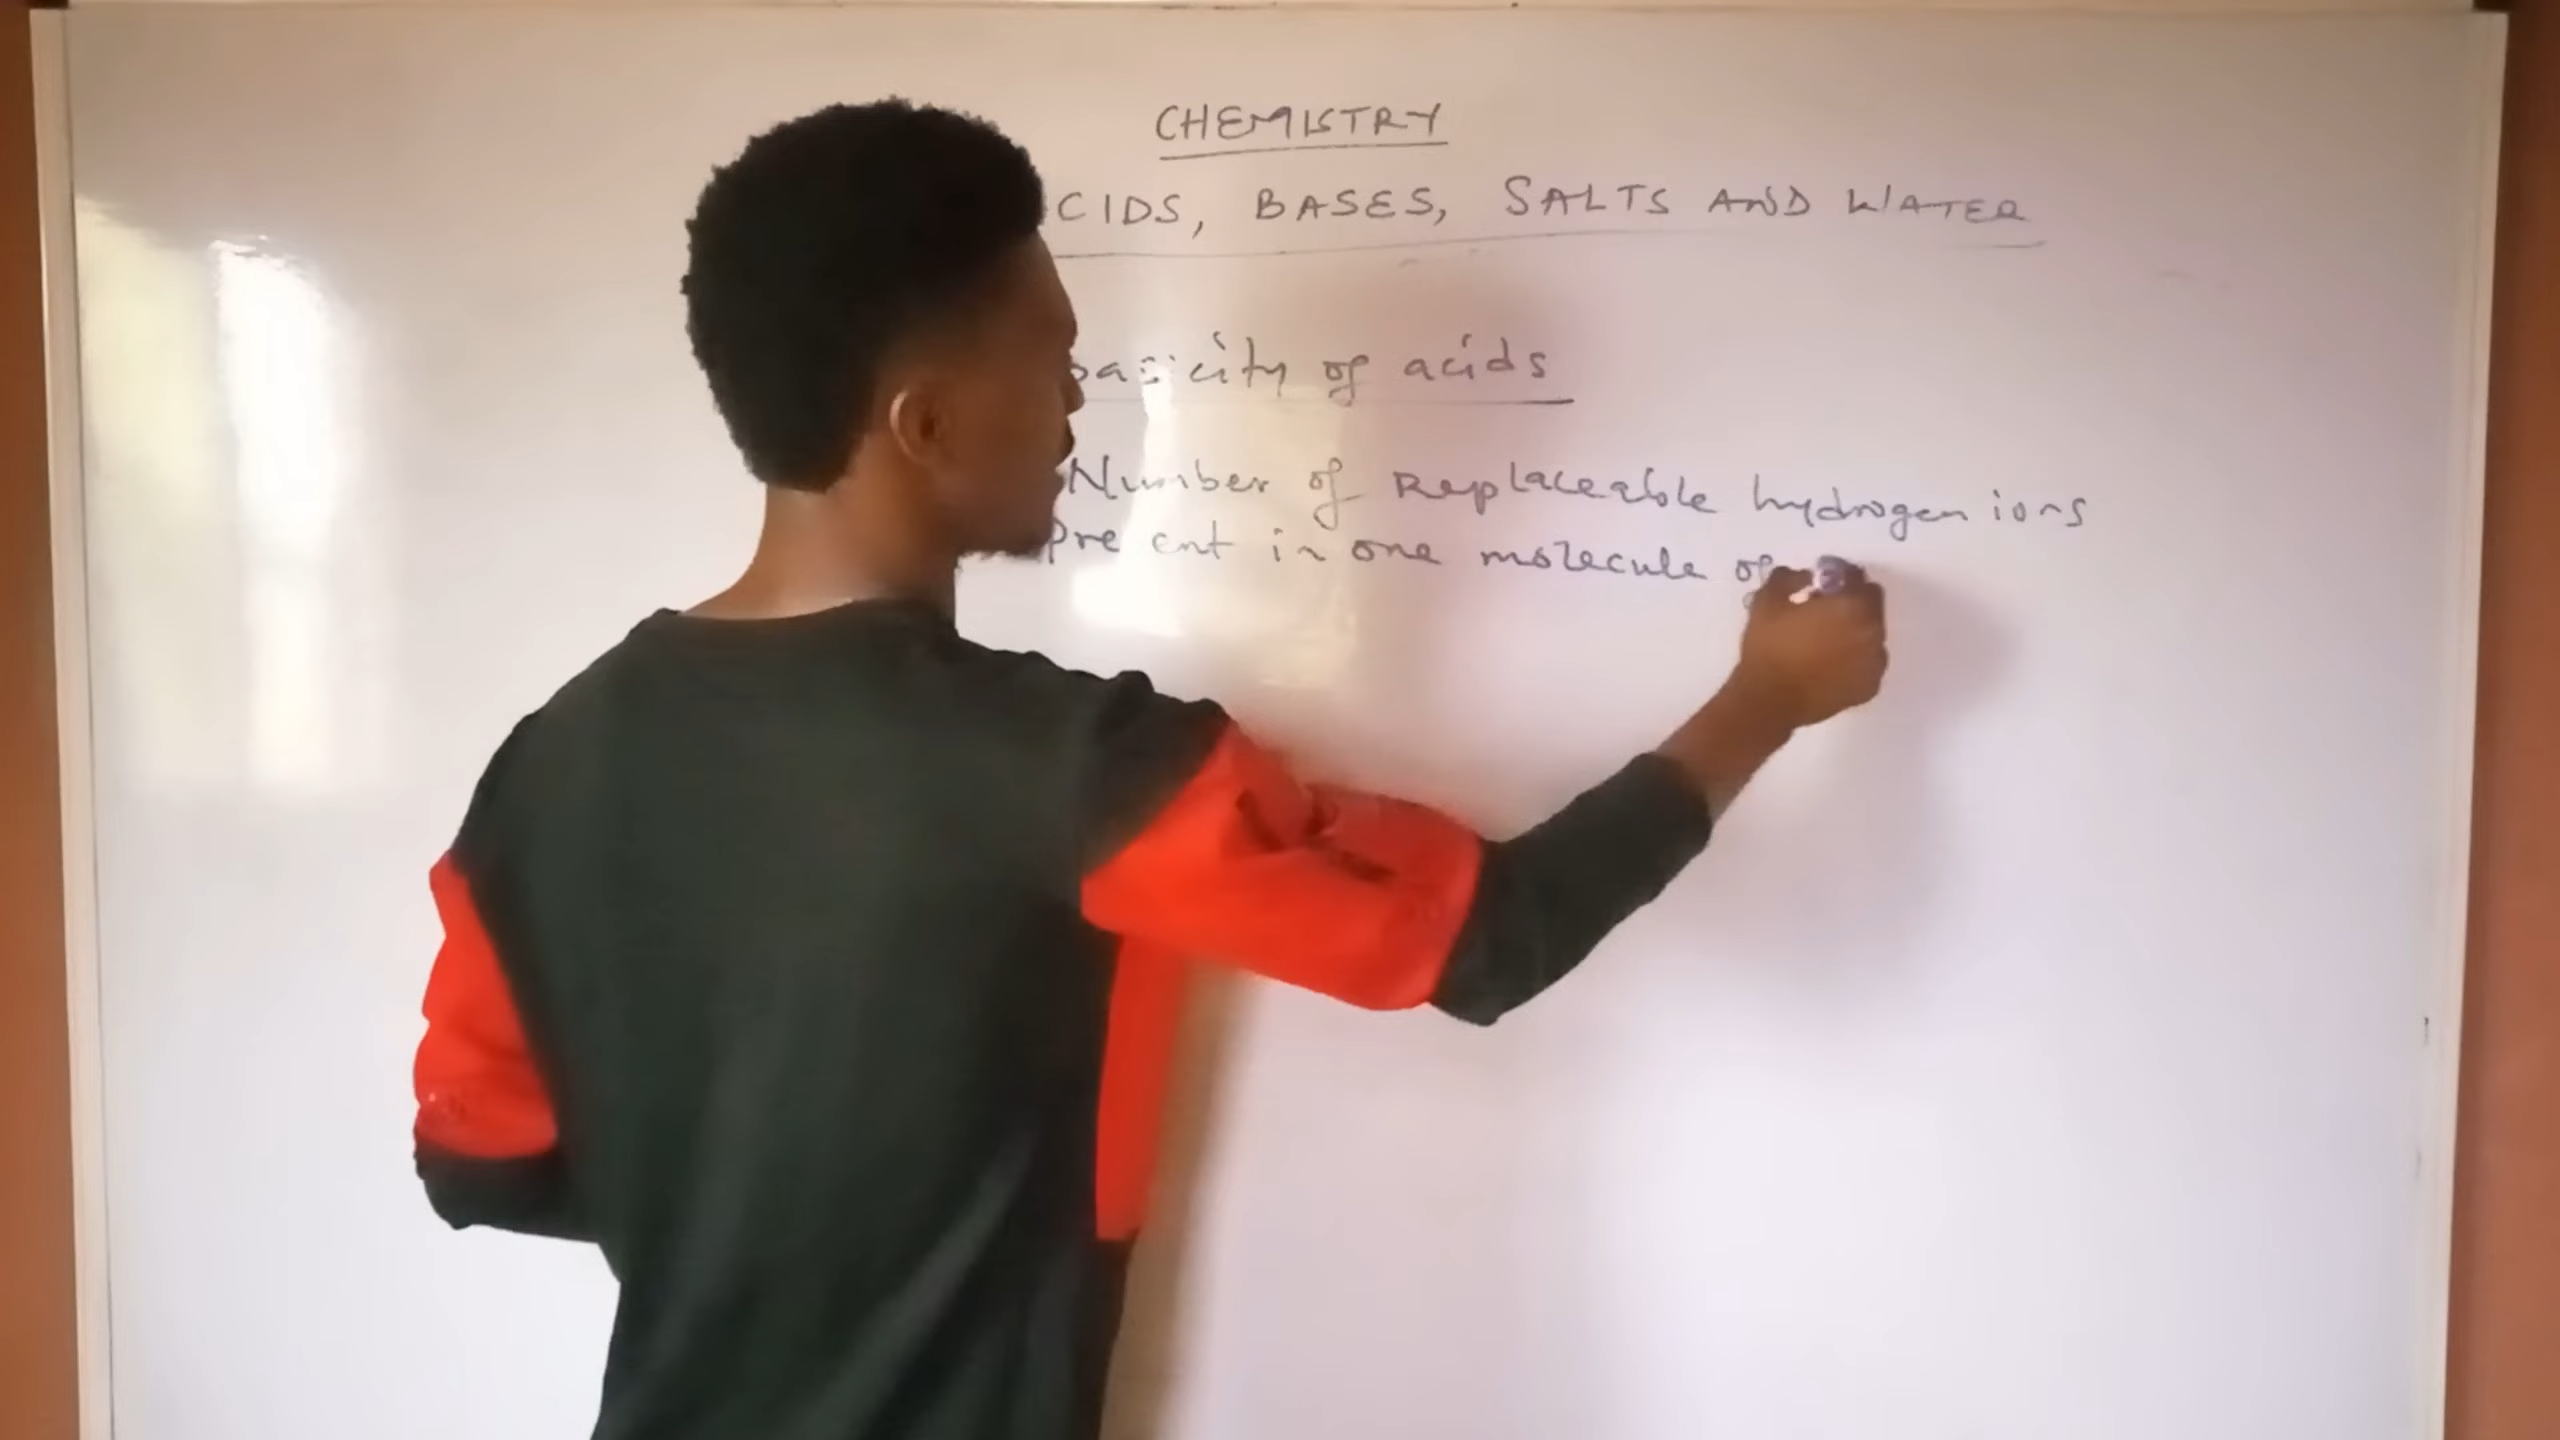 CHEMISTRY
CIDS, BASES, SALTS AND WATER
basicity of acids
Number of Replaceable hydrogen ions
Present in one molecule of